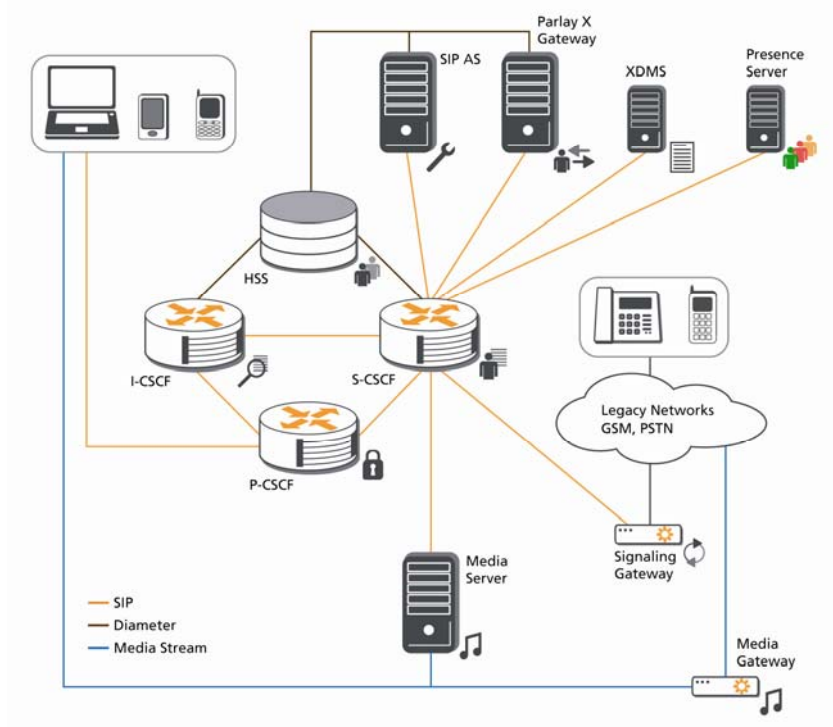 Parlay X
Gateway
SIP AS
XDMS
Presence
Server
HSS
I-CSCF
S-CSCF
P-CSCF
Legacy Networks
GSM, PSTN
Signaling
Gateway
Media
Server
SIP
Diameter
Media Stream
Media
Gateway